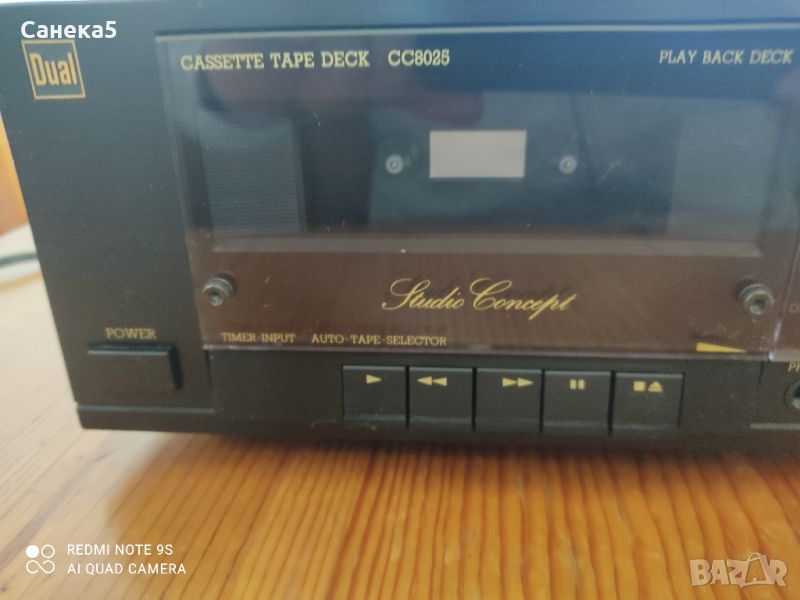 Санека5
Dual
CASSETTE TAPE DECK CC8025
PLAY BACK DECK
Studio Concept
POWER
TIMER-INPUT AUTO-TAPE-SELECTOR
REDMI NOTE 9S
AI QUAD CAMERA
BAZAR